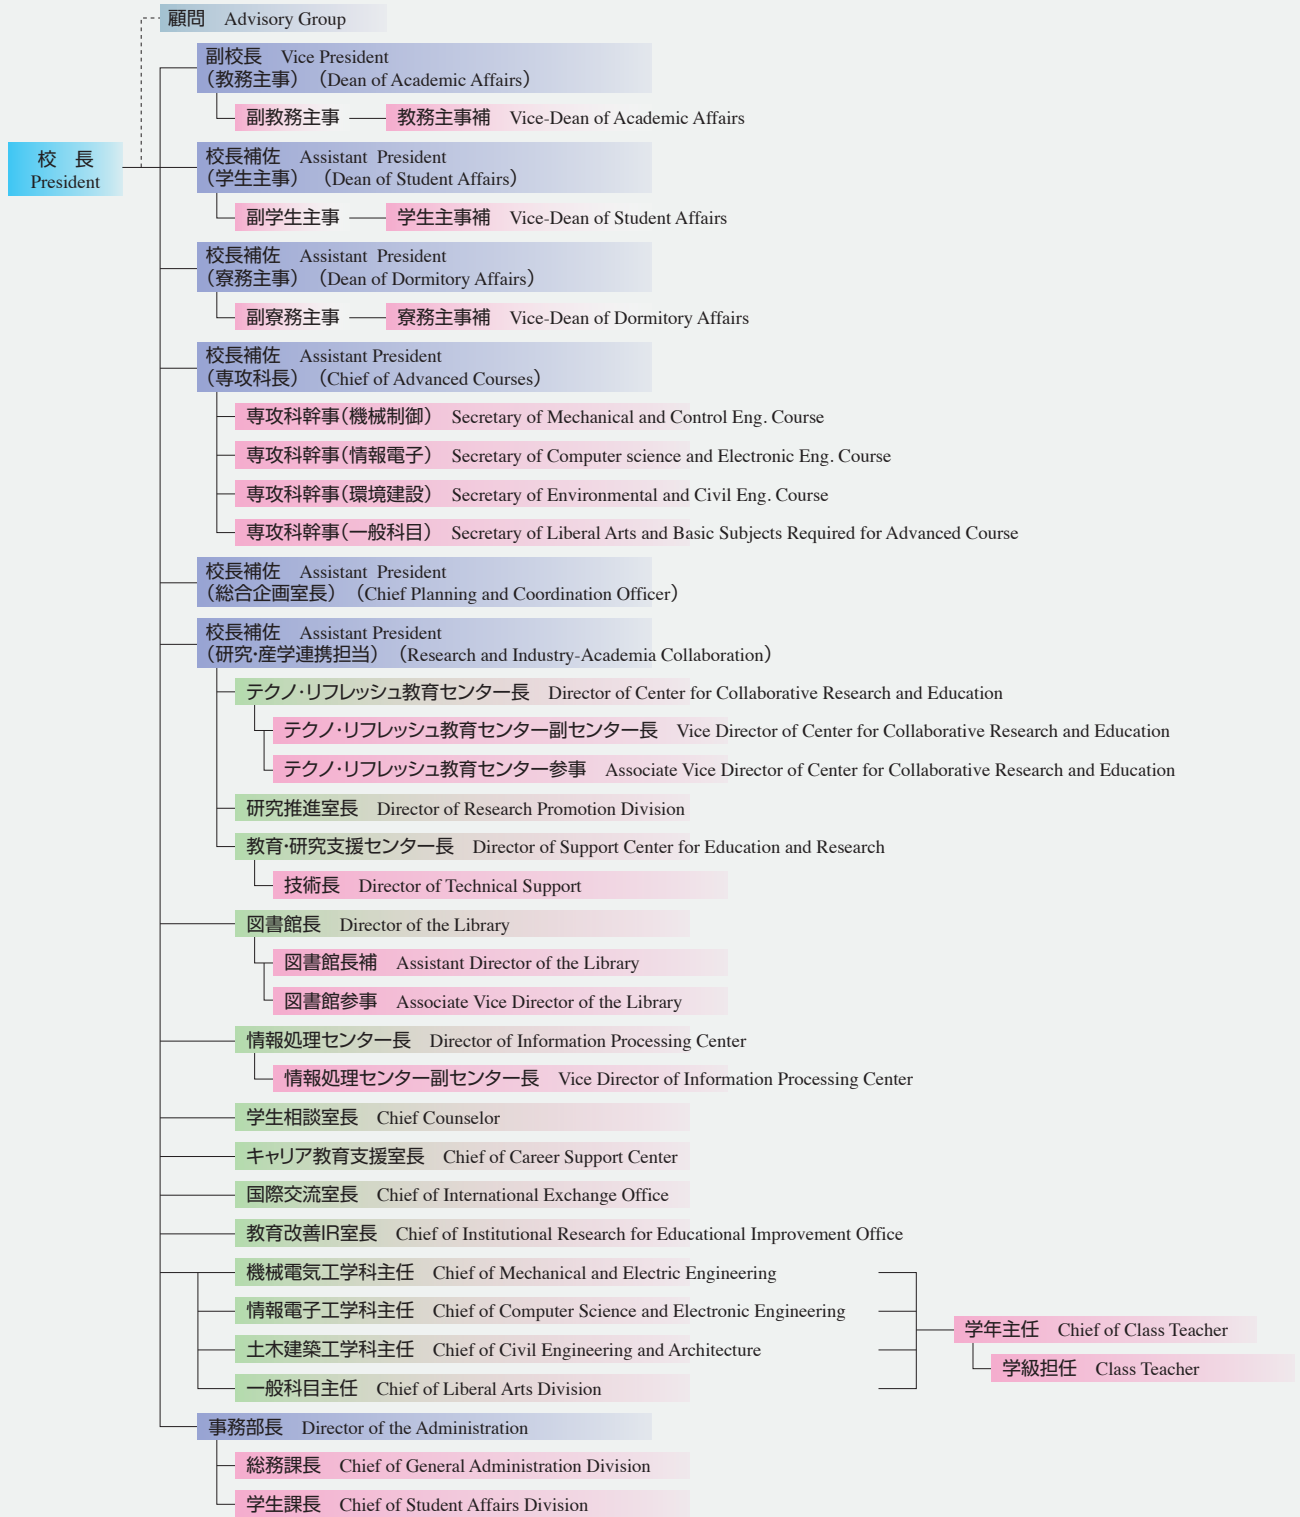 顧問 Advisory Group
副校長 Vice President
（教務主事）（Dean of Academic Affairs）
副教務主事 教務主事補 Vice-Dean of Academic Affairs
校長
President
校長補佐 Assistant President
（学生主事）（Dean of Student Affairs）
副学生主事 学生主事補 Vice-Dean of Student Affairs
校長補佐 Assistant President
（寮務主事）（Dean of Dormitory Affairs）
副寮務主事 寮務主事補 Vice-Dean of Dormitory Affairs
校長補佐 Assistant President
（専攻科長）（Chief of Advanced Courses）
専攻科幹事（機械制御） Secretary of Mechanical and Control Eng. Course
専攻科幹事（情報電子） Secretary of Computer science and Electronic Eng. Course
専攻科幹事（環境建設） Secretary of Environmental and Civil Eng. Course
専攻科幹事（一般科目） Secretary of Liberal Arts and Basic Subjects Required for Advanced Course
校長補佐 Assistant President
（総合企画室長）（Chief Planning and Coordination Officer）
校長補佐 Assistant President
（研究・産学連携担当）（Research and Industry-Academia Collaboration）
テクノ・リフレッシュ教育センター長 Director of Center for Collaborative Research and Education
テクノ・リフレッシュ教育センター副センター長 Vice Director of Center for Collaborative Research and Education
テクノ・リフレッシュ教育センター参事 Associate Vice Director of Center for Collaborative Research and Education
研究推進室長 Director of Research Promotion Division
教育・研究支援センター長 Director of Support Center for Education and Research
技術長 Director of Technical Support
図書館長 Director of the Library
図書館長補 Assistant Director of the Library
図書館参事 Associate Vice Director of the Library
情報処理センター長 Director of Information Processing Center
情報処理センター副センター長 Vice Director of Information Processing Center
学生相談室長 Chief Counselor
キャリア教育支援室長 Chief of Career Support Center
国際交流室長 Chief of International Exchange Office
教育改善IR室長 Chief of Institutional Research for Educational Improvement Office
機械電気工学科主任 Chief of Mechanical and Electric Engineering
情報電子工学科主任 Chief of Computer Science and Electronic Engineering
土木建築工学科主任 Chief of Civil Engineering and Architecture
一般科目主任 Chief of Liberal Arts Division
学年主任 Chief of Class Teacher
学級担任 Class Teacher
事務部長 Director of the Administration
総務課長 Chief of General Administration Division
学生課長 Chief of Student Affairs Division